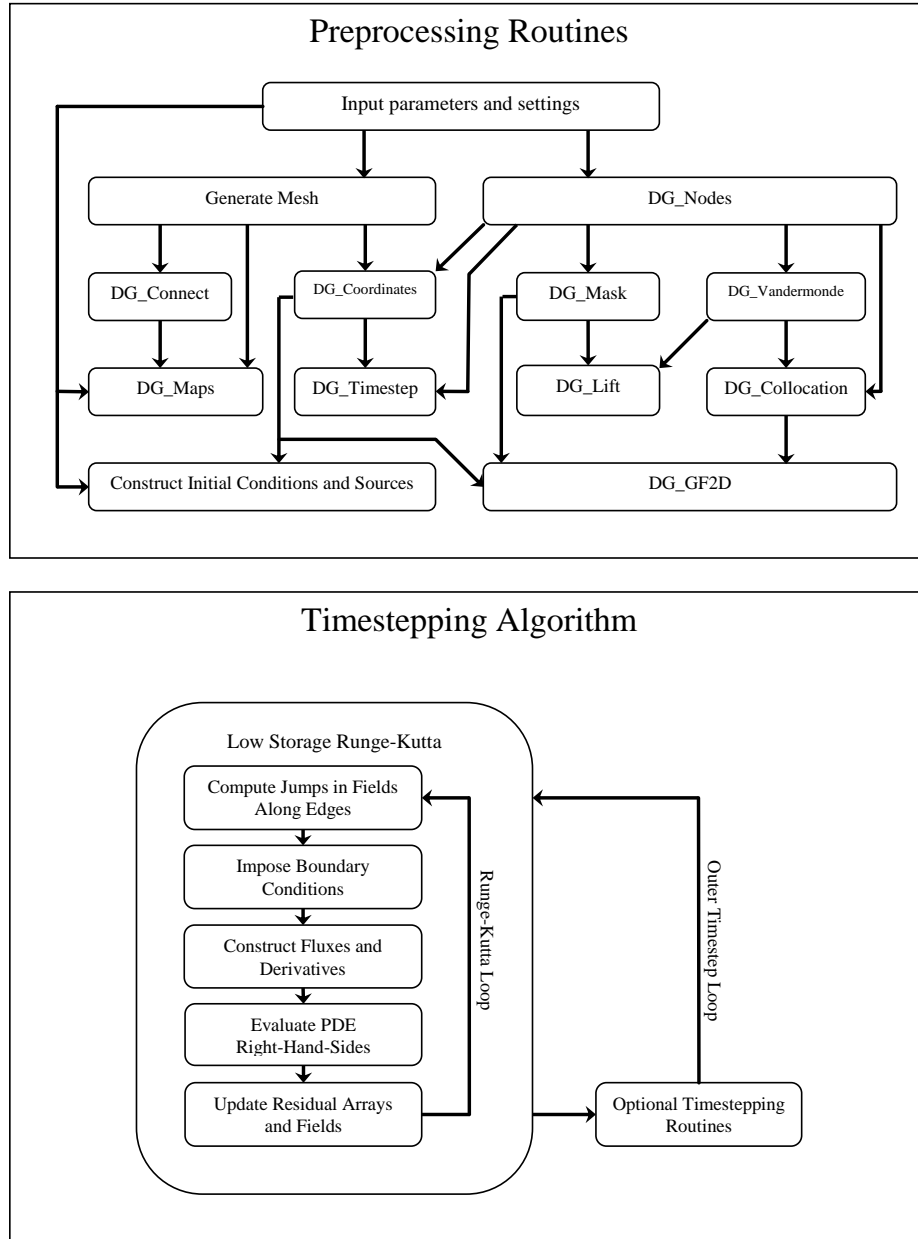 Preprocessing Routines
Input parameters and settings
Generate Mesh
DG_Nodes
DG_Connect
DG_Coordinates
DG_Mask
DG_Vandermonde
DG_Maps
DG_Timestep
DG_Lift
DG_Collocation
Construct Initial Conditions and Sources
DG_GF2D
Timestepping Algorithm
Low Storage Runge-Kutta
Compute Jumps in Fields
Along Edges
Impose Boundary
Conditions
Construct Fluxes and
Derivatives
Evaluate PDE
Right-Hand-Sides
Update Residual Arrays
and Fields
Runge-Kutta Loop
Outer Timestep Loop
Optional Timestepping
Routines